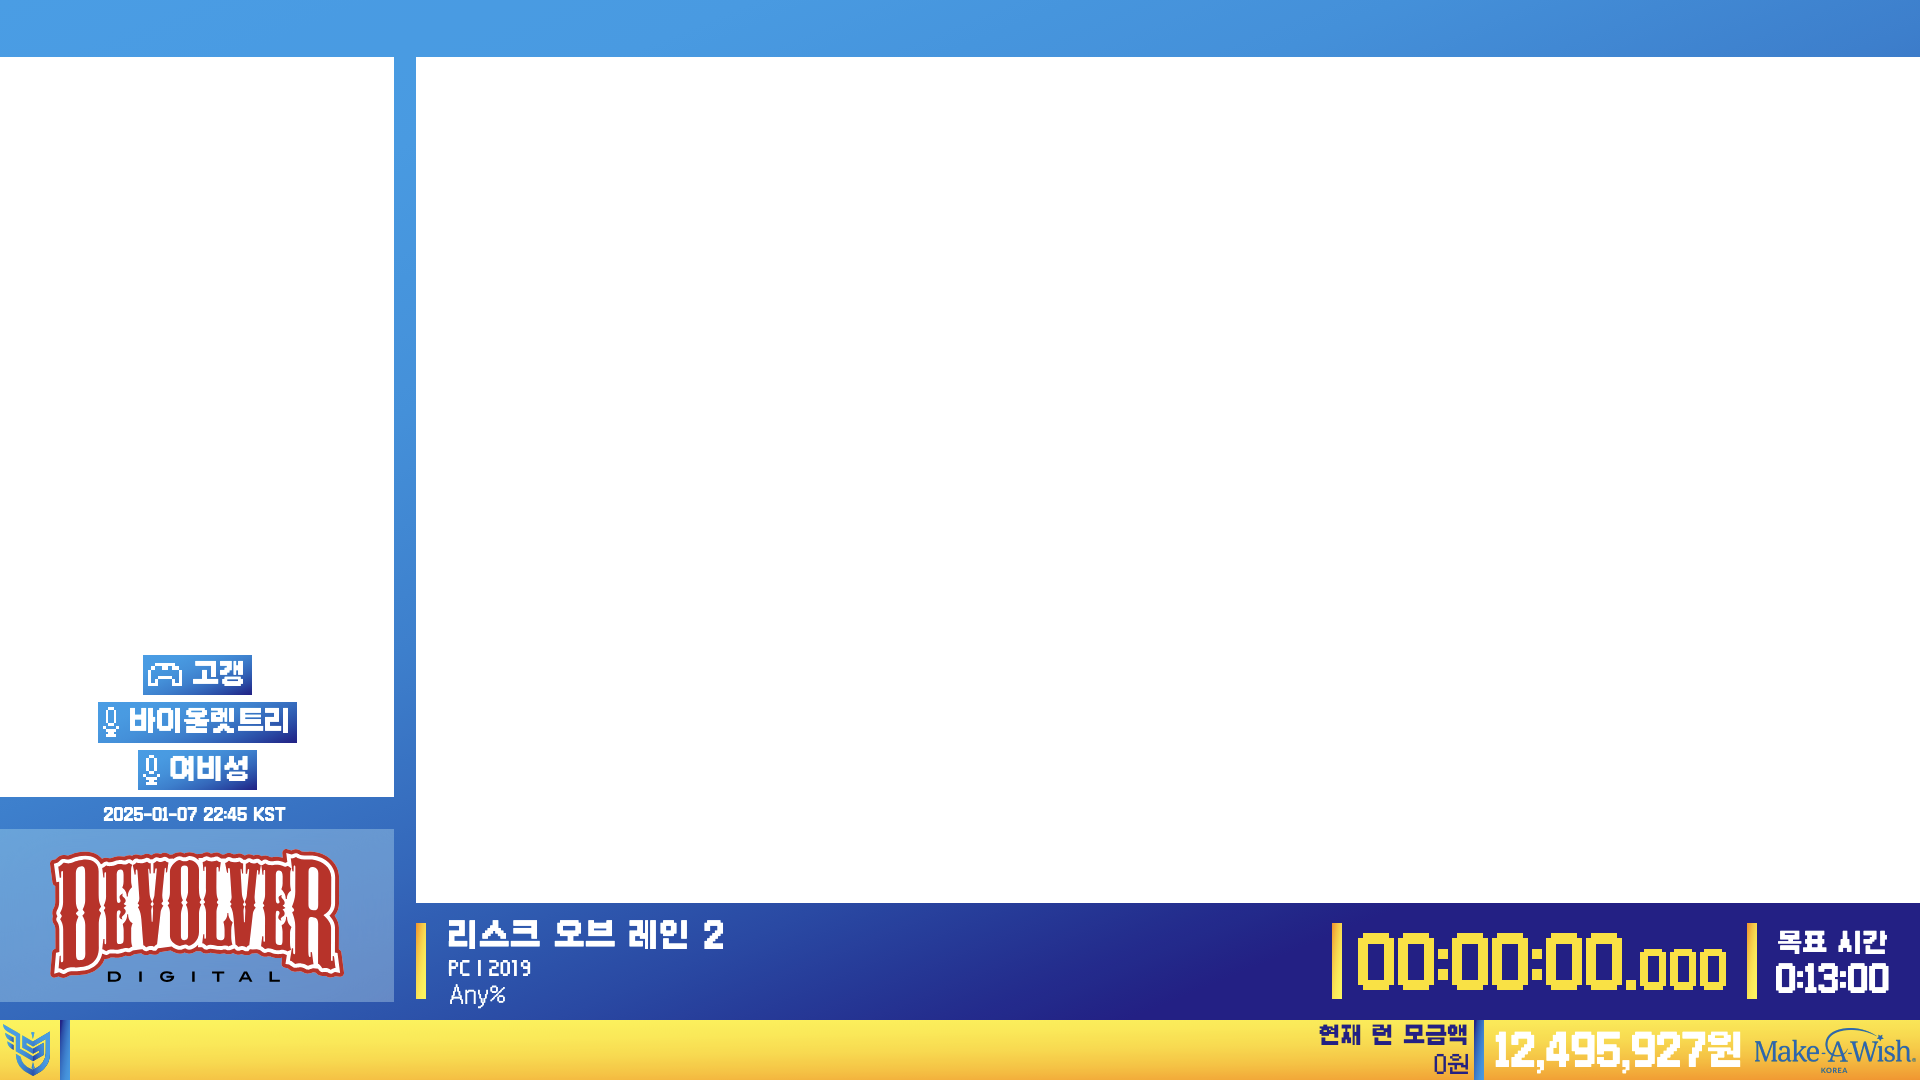 고갱
바이올렛트리
여비성
2025-01-07 22:45 KST
DEVOLVER
DIGITAL
리스크 오브 레인 2
PC | 2019
Any%
00:00:00.000
목표 시간
0:13:00
현재 런 모금액
0원
12,495,927원
Make-A-Wish.
KOREA